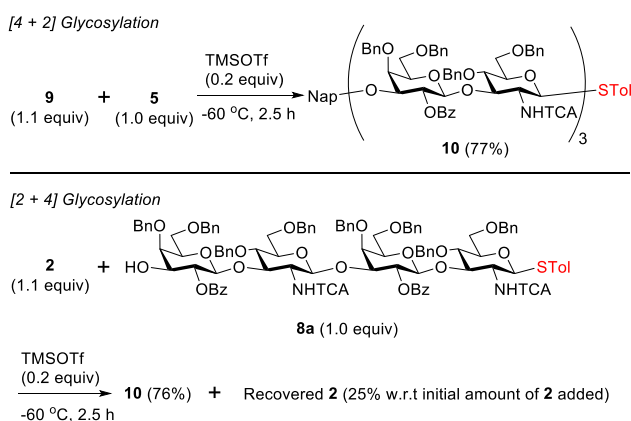 [4 + 2] Glycosylation
9 + 5
(1.1 equiv) (1.0 equiv)
TMSOTf
(0.2 equiv)
-60 °C, 2.5 h
BnO OBn OBn
O BnO O
Nap O O O STol
OBz NHTCA
3
10 (77%)
[2 + 4] Glycosylation
2 +
(1.1 equiv)
BnO OBn OBn BnO OBn OBn
O BnO O O BnO O
HO O O O O STol
OBz NHTCA OBz NHTCA
8a (1.0 equiv)
TMSOTf
(0.2 equiv)
-60 °C, 2.5 h
10 (76%) + Recovered 2 (25% w.r.t initial amount of 2 added)